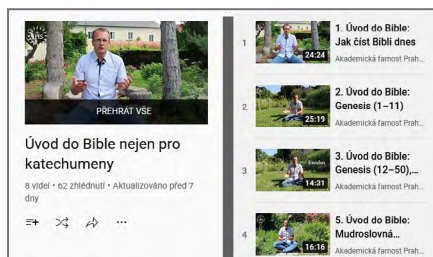 PŘEHRÁT VŠE
Úvod do Bible nejen pro
katechumeny
8 videí • 62 zhlédnutí • Aktualizováno před 7
dny
1
24:24
1. Úvod do Bible:
Jak číst Bibli dnes
Akademická farnost Prah...
2
25:19
2. Úvod do Bible:
Genesis (1–11)
Akademická farnost Prah...
3
Exodus
14:31
3. Úvod do Bible:
Genesis (12–50),...
Akademická farnost Prah...
4
16:16
5. Úvod do Bible:
Mudroslovná...
Akademická farnost Prah...